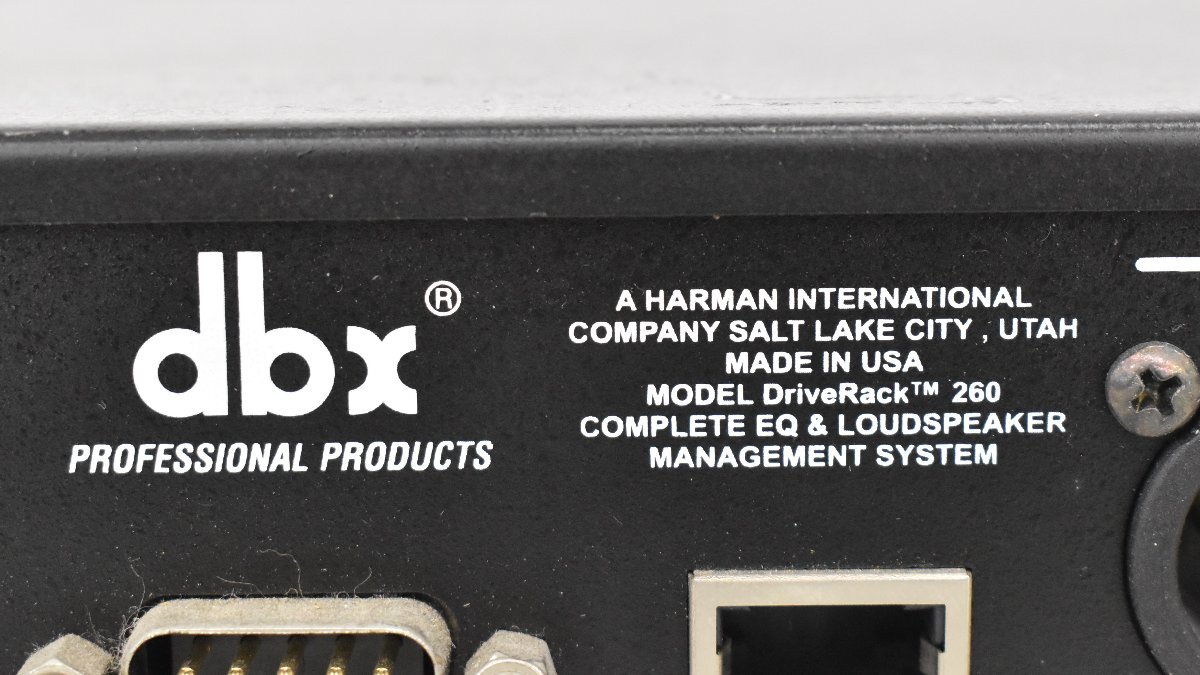 dbx®
PROFESSIONAL PRODUCTS
A HARMAN INTERNATIONAL
COMPANY SALT LAKE CITY , UTAH
MADE IN USA
MODEL DriveRack™ 260
COMPLETE EQ & LOUDSPEAKER
MANAGEMENT SYSTEM